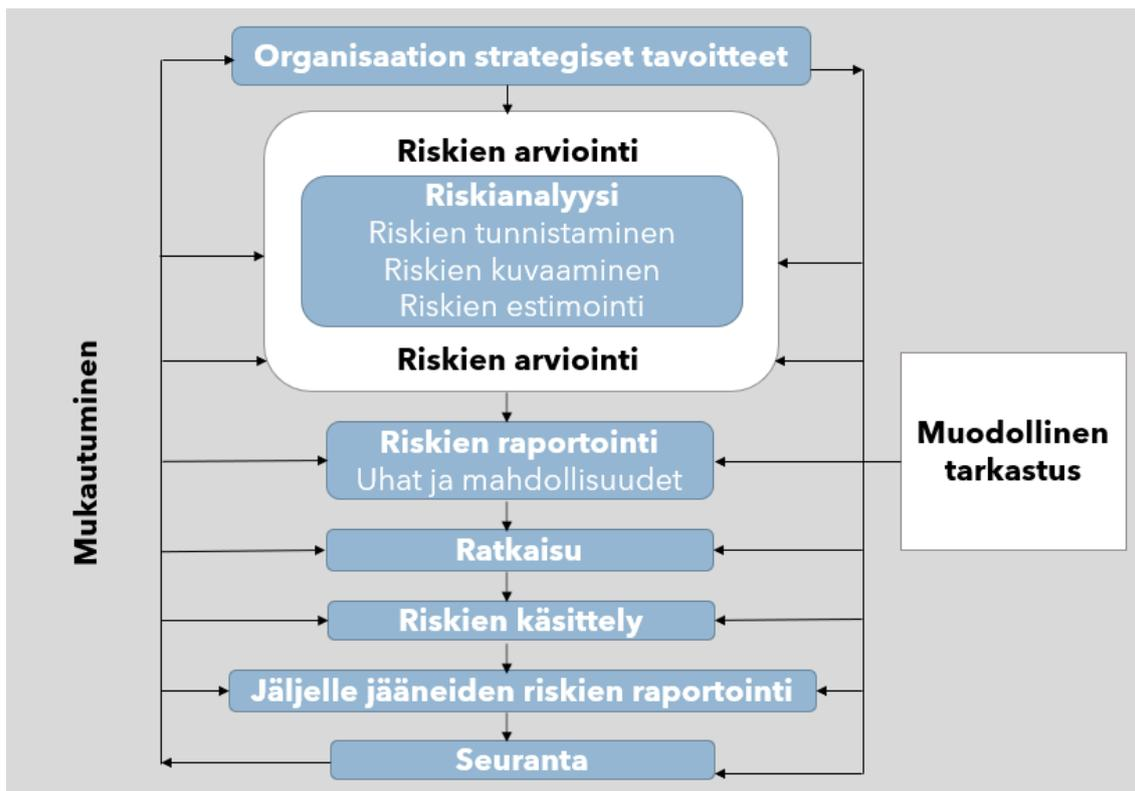 Organisaation strategiset tavoitteet
Riskien arviointi
Riskianalyysi
Riskien tunnistaminen
Riskien kuvaaminen
Riskien estimointi
Riskien arviointi
Mukautuminen
Riskien raportointi
Uhat ja mahdollisuudet
Muodollinen
tarkastus
Ratkaisu
Riskien käsittely
Jäljelle jääneiden riskien raportointi
Seuranta